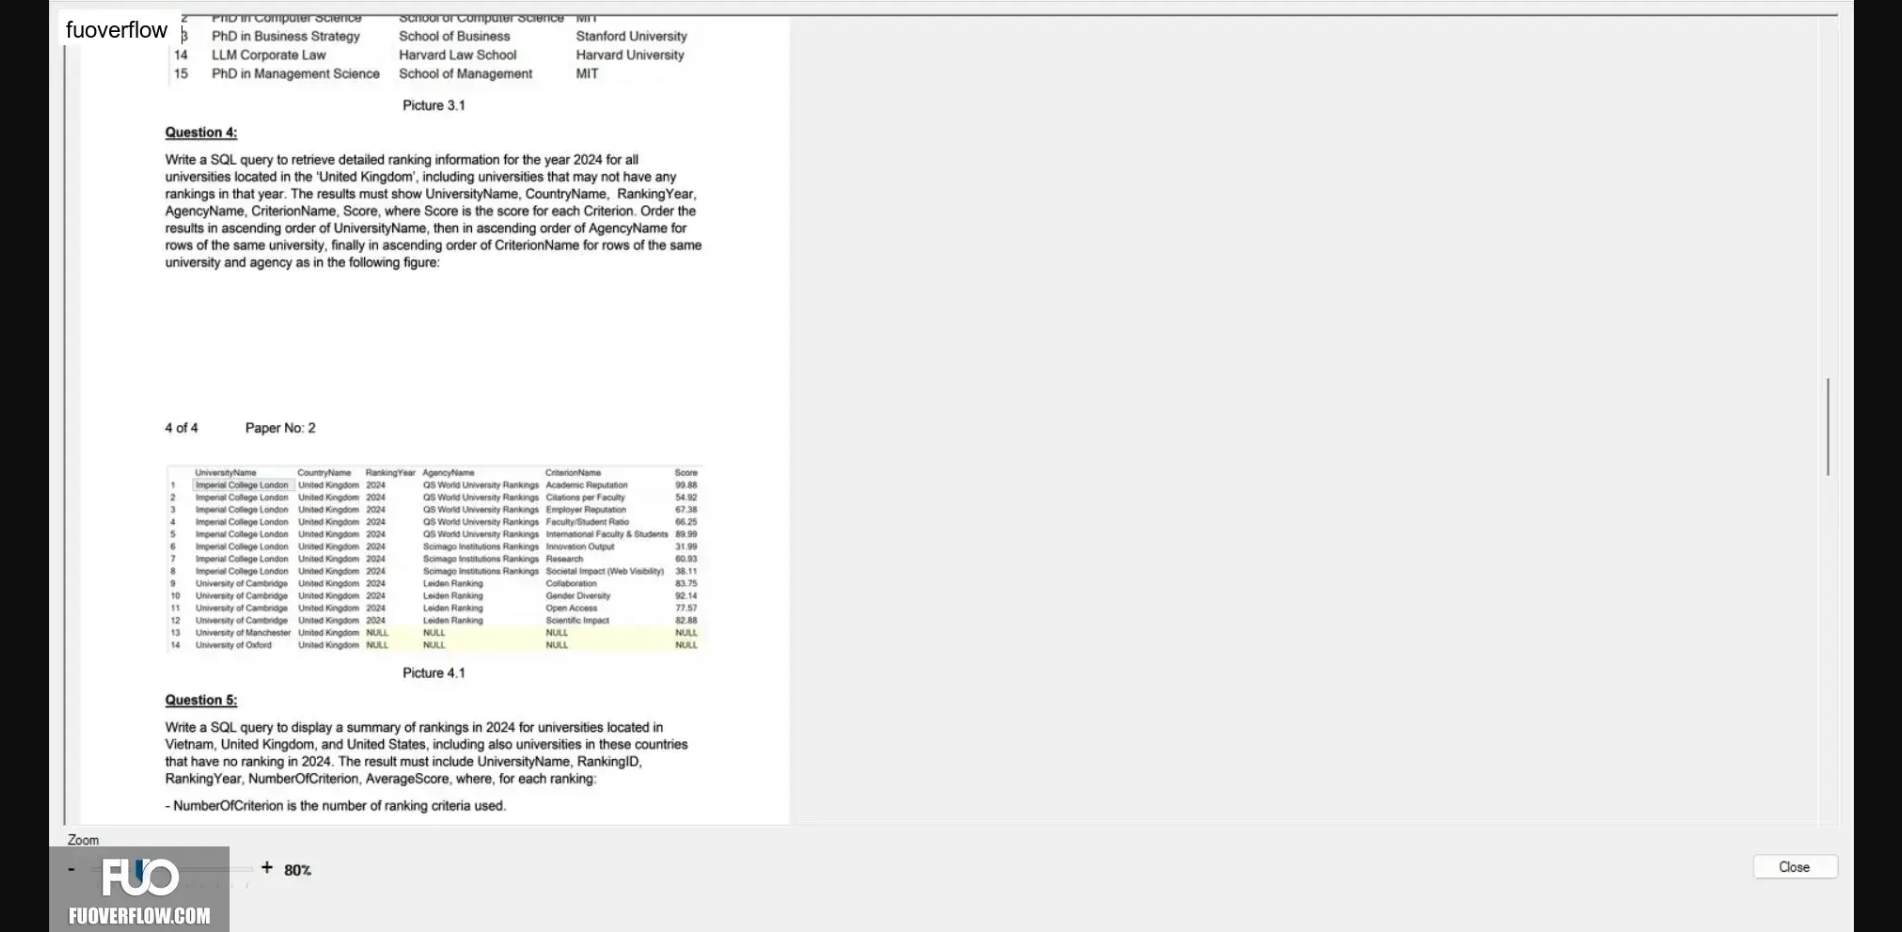 fuoverflow
2 PhD in Computer Science School of Computer Science MIT
3 PhD in Business Strategy School of Business Stanford University
14 LLM Corporate Law Harvard Law School Harvard University
15 PhD in Management Science School of Management MIT
Picture 3.1
Question 4:
Write a SQL query to retrieve detailed ranking information for the year 2024 for all
universities located in the 'United Kingdom', including universities that may not have any
rankings in that year. The results must show UniversityName, CountryName, RankingYear,
AgencyName, CriterionName, Score, where Score is the score for each Criterion. Order the
results in ascending order of UniversityName, then in ascending order of AgencyName for
rows of the same university, finally in ascending order of CriterionName for rows of the same
university and agency as in the following figure:
4 of 4 Paper No: 2
UniversityName CountryName RankingYear AgencyName CriterionName Score
1 Imperial College London United Kingdom 2024 QS World University Rankings Academic Reputation 99.88
2 Imperial College London United Kingdom 2024 QS World University Rankings Citations per Faculty 54.92
3 Imperial College London United Kingdom 2024 QS World University Rankings Employer Reputation 67.38
4 Imperial College London United Kingdom 2024 QS World University Rankings Faculty/Student Ratio 66.25
5 Imperial College London United Kingdom 2024 QS World University Rankings International Faculty & Students 89.99
6 Imperial College London United Kingdom 2024 Scimago Institutions Rankings Innovation Output 31.99
7 Imperial College London United Kingdom 2024 Scimago Institutions Rankings Research 60.93
8 Imperial College London United Kingdom 2024 Scimago Institutions Rankings Societal Impact (Web Visibility) 38.11
9 University of Cambridge United Kingdom 2024 Leiden Ranking Collaboration 83.75
10 University of Cambridge United Kingdom 2024 Leiden Ranking Gender Diversity 92.14
11 University of Cambridge United Kingdom 2024 Leiden Ranking Open Access 77.57
12 University of Cambridge United Kingdom 2024 Leiden Ranking Scientific Impact 82.88
13 University of Manchester United Kingdom NULL NULL NULL NULL
14 University of Oxford United Kingdom NULL NULL NULL NULL
Picture 4.1
Question 5:
Write a SQL query to display a summary of rankings in 2024 for universities located in
Vietnam, United Kingdom, and United States, including also universities in these countries
that have no ranking in 2024. The result must include UniversityName, RankingID,
RankingYear, NumberOfCriterion, AverageScore, where, for each ranking:
- NumberOfCriterion is the number of ranking criteria used.
Zoom
- + 80%
Close
FUO
FUOVERFLOW.COM